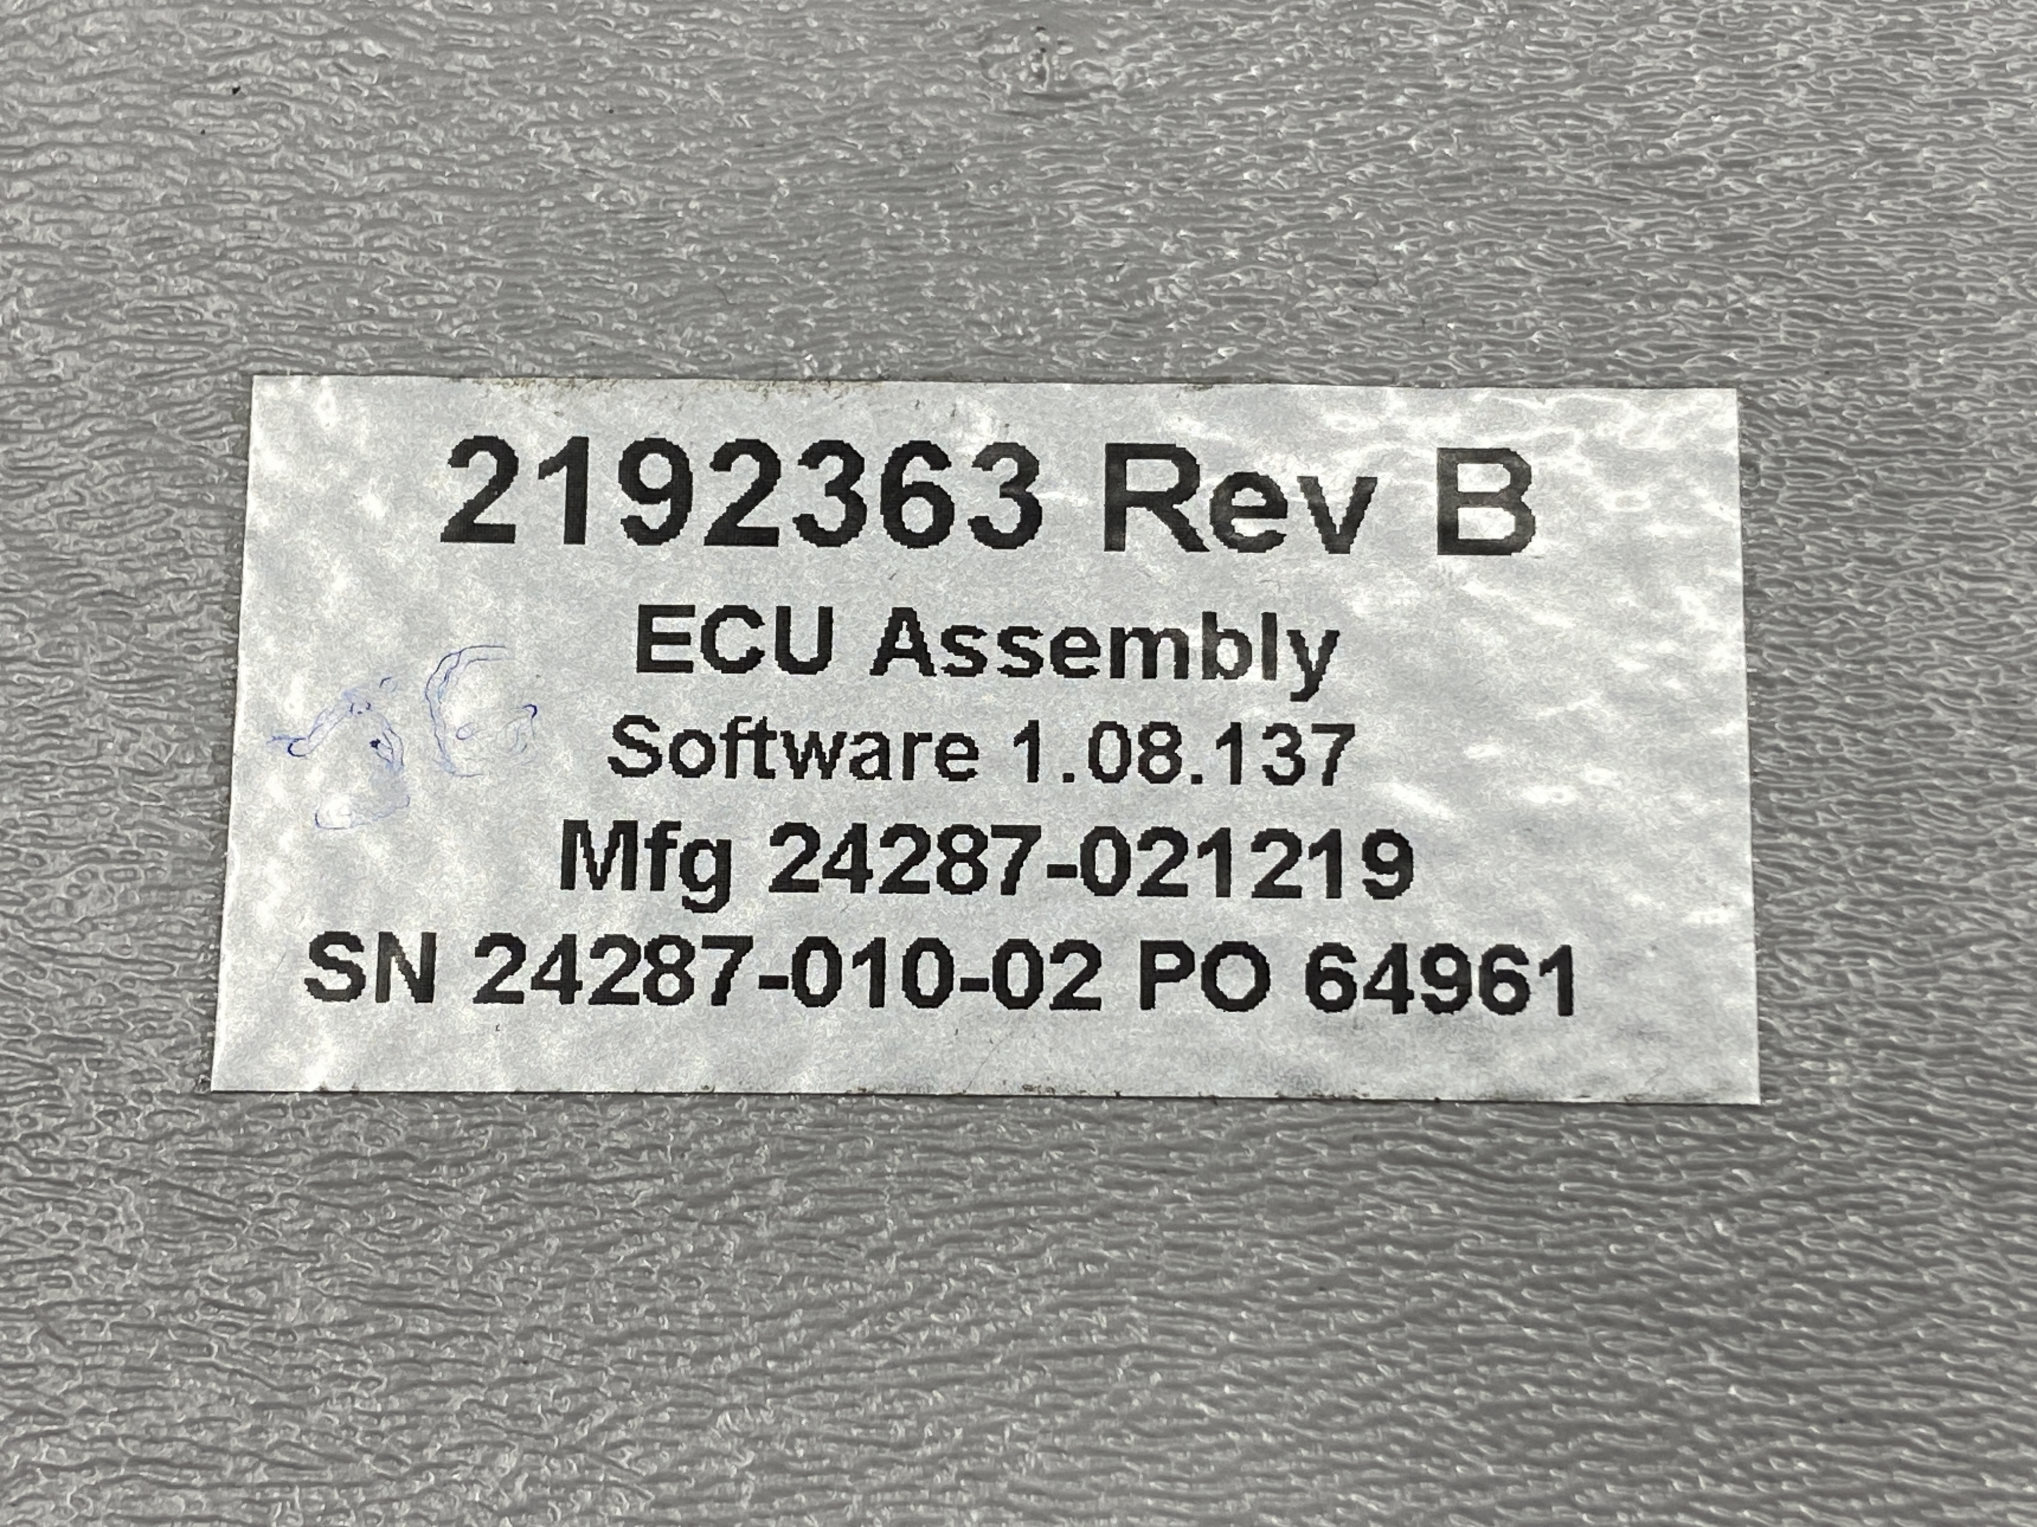 2192363 Rev B
ECU Assembly
Software 1.08.137
Mfg 24287-021219
SN 24287-010-02 PO 64961